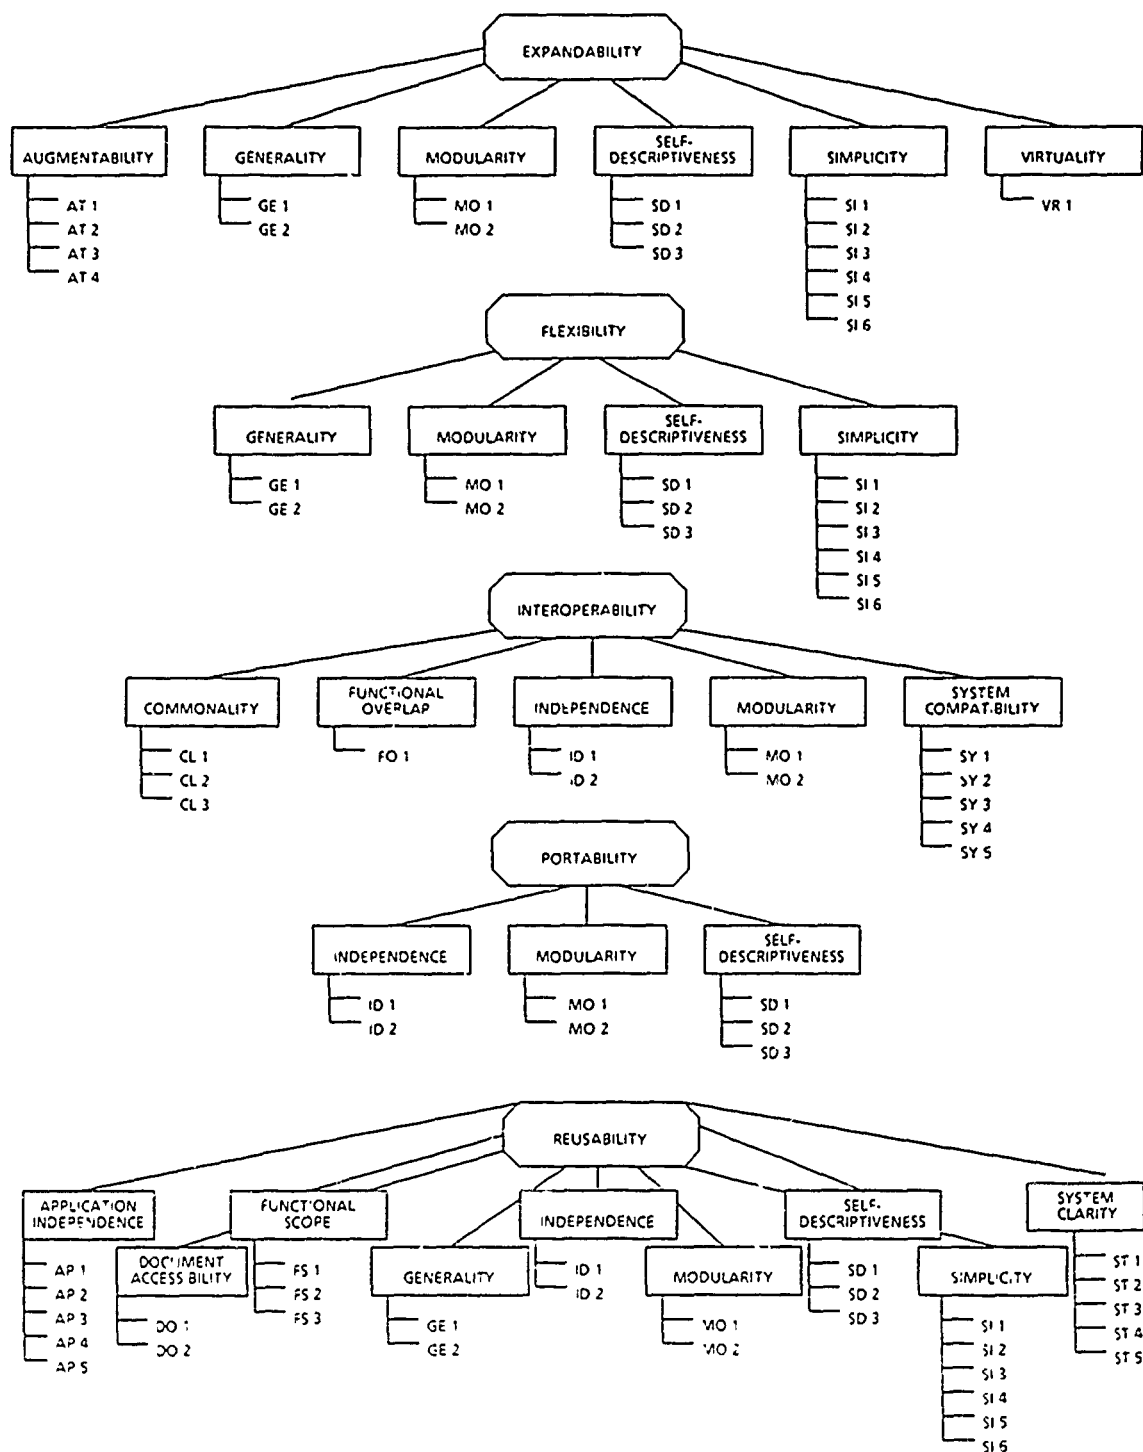 EXPANDABILITY
AUGMENTABILITY
GENERALITY
MODULARITY
SELF-
DESCRIPTIVENESS
SIMPLICITY
VIRTUALITY
AT 1
AT 2
AT 3
AT 4
GE 1
GE 2
MO 1
MO 2
SD 1
SD 2
SD 3
SI 1
SI 2
SI 3
SI 4
SI 5
SI 6
VR 1
FLEXIBILITY
GENERALITY
MODULARITY
SELF-
DESCRIPTIVENESS
SIMPLICITY
GE 1
GE 2
MO 1
MO 2
SD 1
SD 2
SD 3
SI 1
SI 2
SI 3
SI 4
SI 5
SI 6
INTEROPERABILITY
COMMONALITY
FUNCTIONAL
OVERLAP
INDEPENDENCE
MODULARITY
SYSTEM
COMPATIBILITY
CL 1
CL 2
CL 3
FO 1
ID 1
ID 2
MO 1
MO 2
SY 1
SY 2
SY 3
SY 4
SY 5
PORTABILITY
INDEPENDENCE
MODULARITY
SELF-
DESCRIPTIVENESS
ID 1
ID 2
MO 1
MO 2
SD 1
SD 2
SD 3
REUSABILITY
APPLICATION
INDEPENDENCE
DOCUMENT
ACCESSIBILITY
FUNCTIONAL
SCOPE
GENERALITY
INDEPENDENCE
MODULARITY
SELF-
DESCRIPTIVENESS
SIMPLICITY
SYSTEM
CLARITY
AP 1
AP 2
AP 3
AP 4
AP 5
DO 1
DO 2
FS 1
FS 2
FS 3
GE 1
GE 2
ID 1
ID 2
MO 1
MO 2
SD 1
SD 2
SD 3
SI 1
SI 2
SI 3
SI 4
SI 5
SI 6
ST 1
ST 2
ST 3
ST 4
ST 5